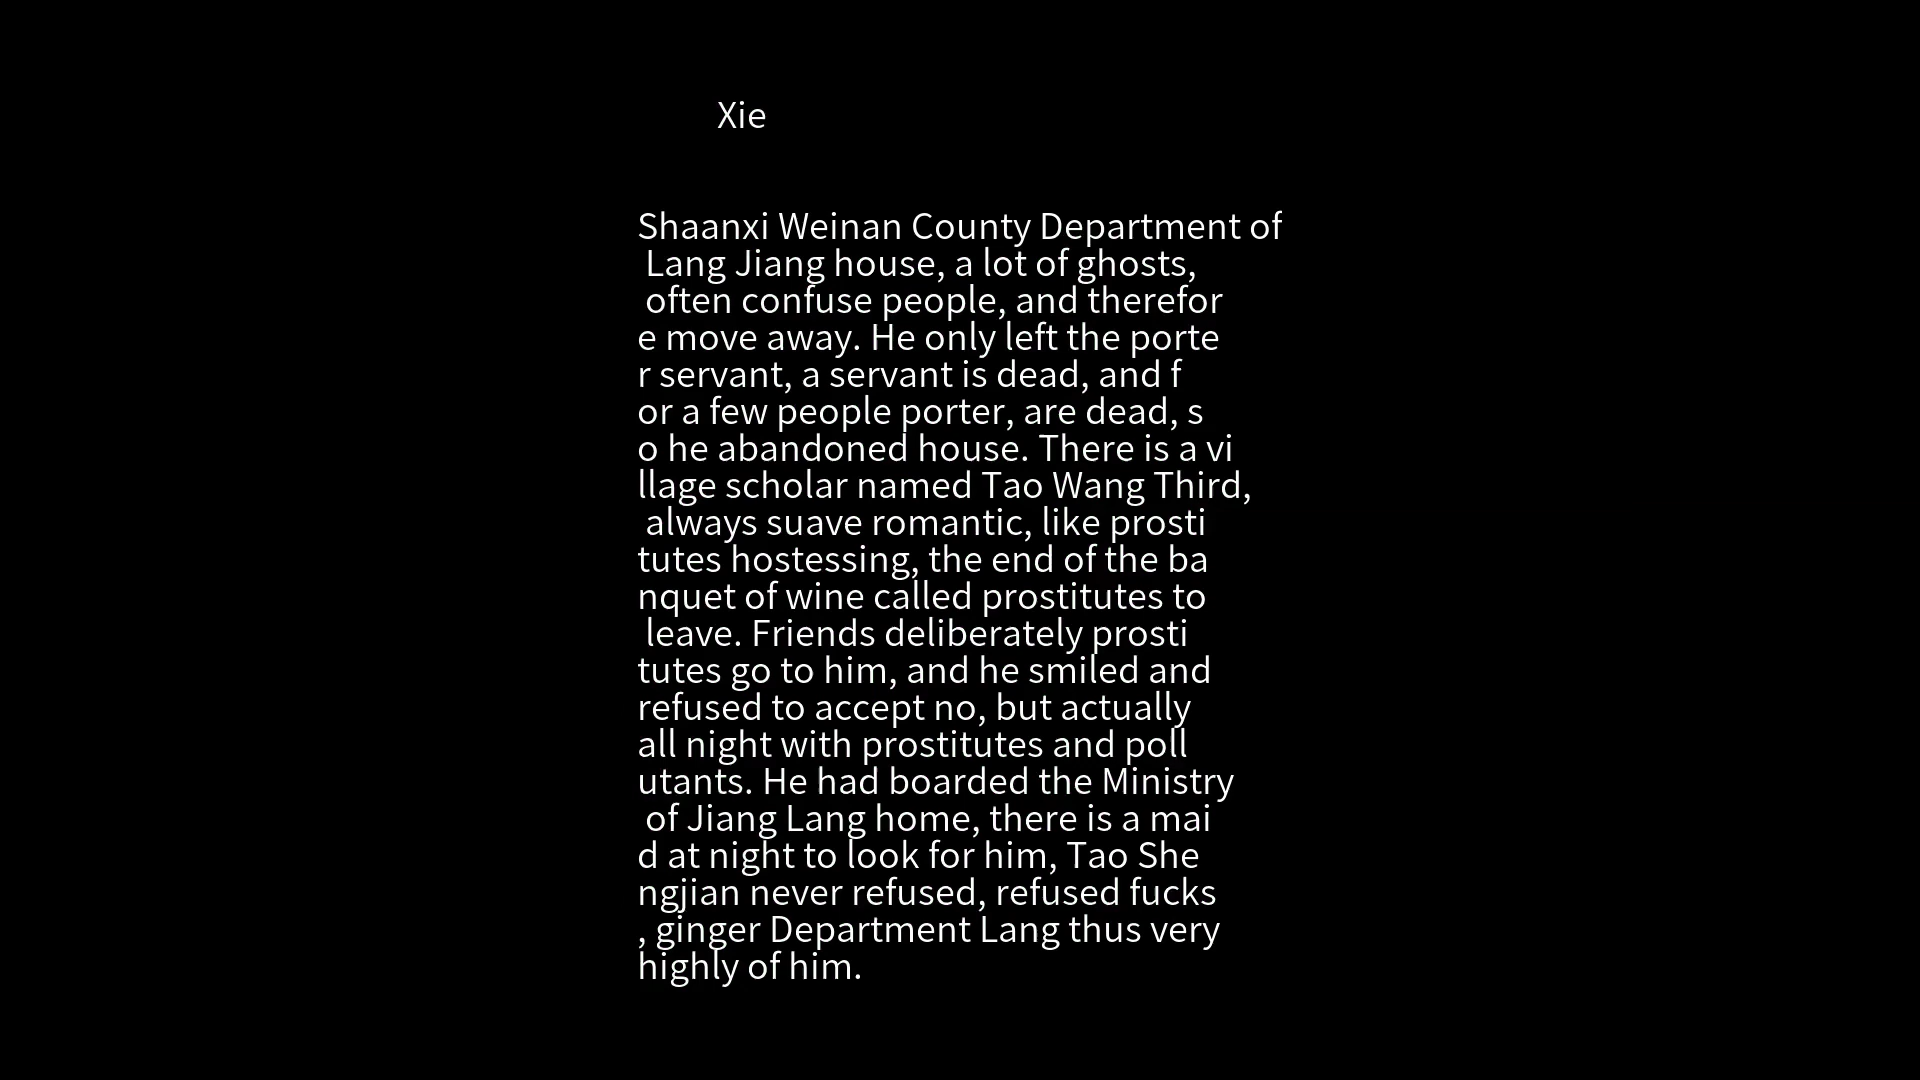 Xie
Shaanxi Weinan County Department of
Lang Jiang house, a lot of ghosts,
often confuse people, and therefor
e move away. He only left the porte
r servant, a servant is dead, and f
or a few people porter, are dead, s
o he abandoned house. There is a vi
llage scholar named Tao Wang Third,
always suave romantic, like prosti
tutes hostessing, the end of the ba
nquet of wine called prostitutes to
leave. Friends deliberately prosti
tutes go to him, and he smiled and
refused to accept no, but actually
all night with prostitutes and poll
utants. He had boarded the Ministry
of Jiang Lang home, there is a mai
d at night to look for him, Tao She
ngjian never refused, refused fucks
, ginger Department Lang thus very
highly of him.